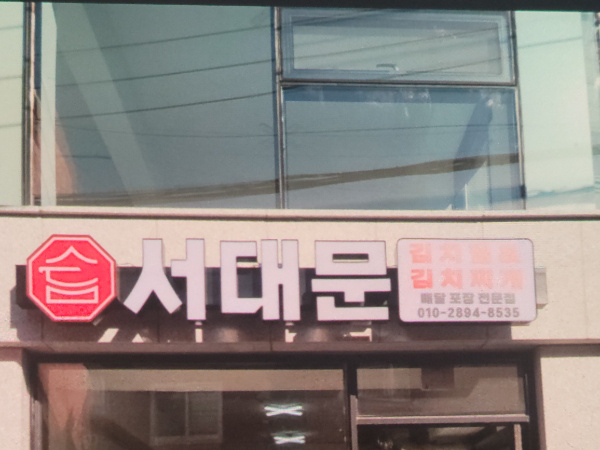 서대문
김치
김치찌개
배달 포장 전문점
010-2894-8535